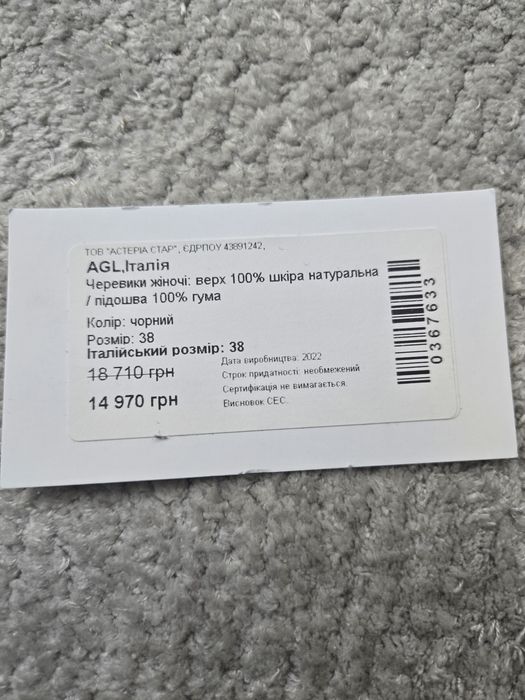 ТОВ "АСТЕРІА СТАР", ЄДРПОУ 43891242,
AGL,Італія
Черевики жіночі: верх 100% шкіра натуральна
/ підошва 100% гума
Колір: чорний
Розмір: 38
Італійський розмір: 38
18 710 грн
14 970 грн
Дата виробництва: 2022
Строк придатності: необмежений
Сертифікація не вимагається.
Висновок СЕС.
0367633